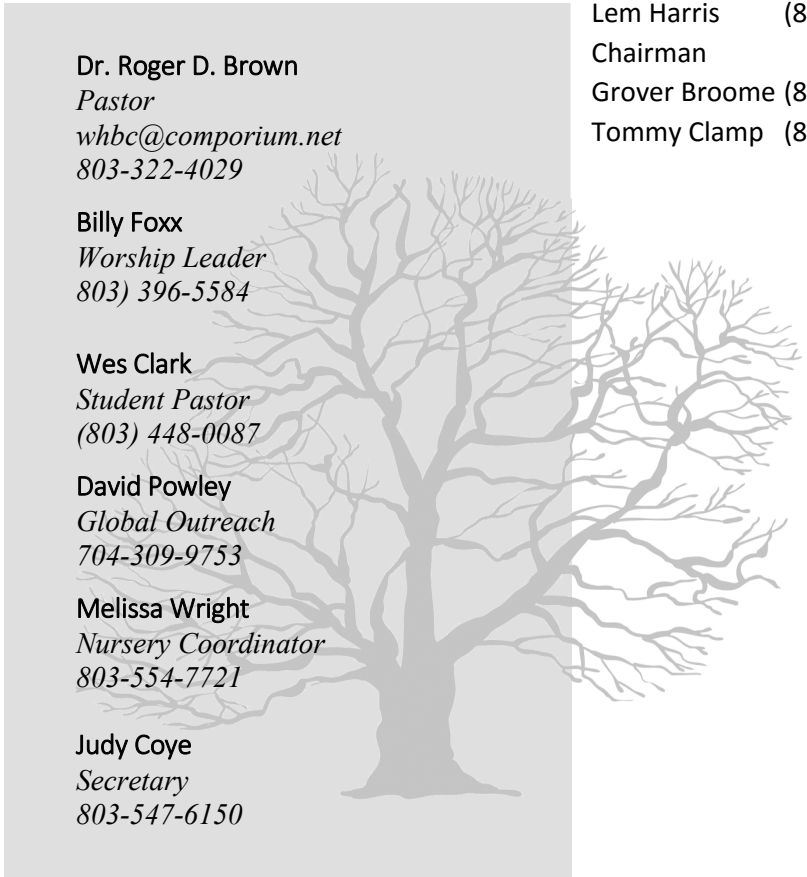 Dr. Roger D. Brown
Pastor
whbc@comporium.net
803-322-4029
Billy Foxx
Worship Leader
803) 396-5584
Wes Clark
Student Pastor
(803) 448-0087
David Powley
Global Outreach
704-309-9753
Melissa Wright
Nursery Coordinator
803-554-7721
Judy Coye
Secretary
803-547-6150
Lem Harris (8
Chairman
Grover Broome (8
Tommy Clamp (8